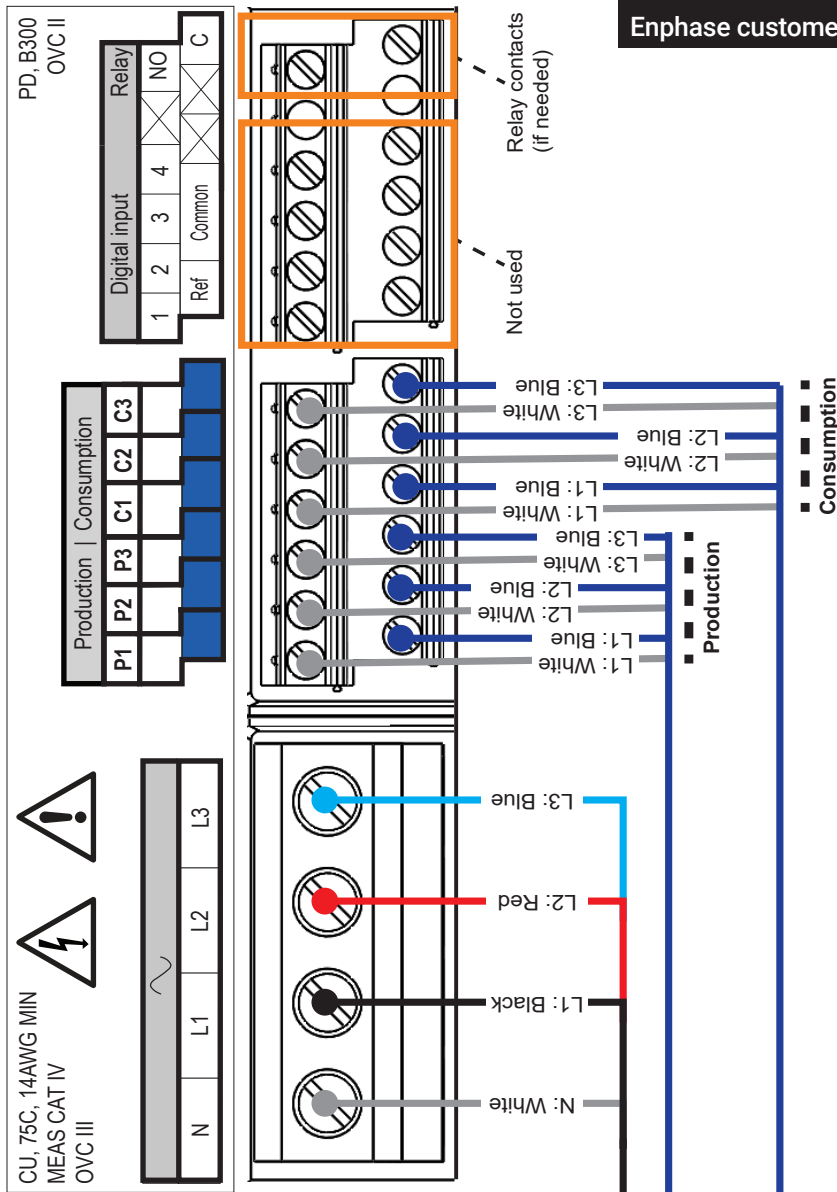 Enphase custome
PD, B300
OVC II
Digital input
Relay
1
2
3
4
NO
Ref
Common
C
Relay contacts
(if needed)
Not used
Production | Consumption
P1
P2
P3
C1
C2
C3
L3: Blue
L3: White
L2: Blue
L2: White
L1: Blue
L1: White
Consumption
L3: Blue
L3: White
L2: Blue
L2: White
L1: Blue
L1: White
Production
CU, 75C, 14AWG MIN
MEAS CAT IV
OVC III
N
L1
L2
L3
L3: Blue
L2: Red
L1: Black
N: White